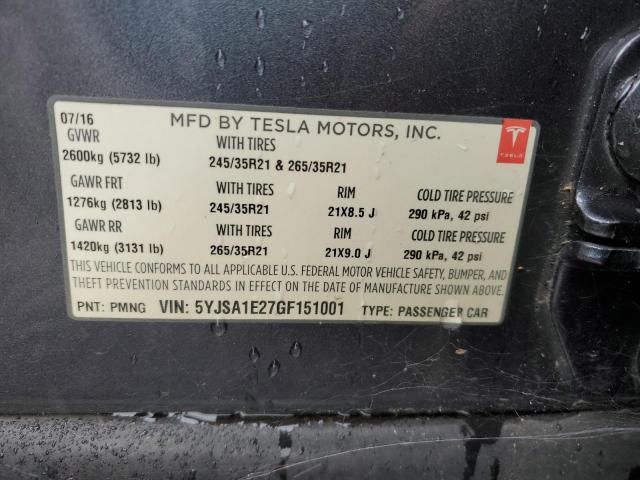 07/16 MFD BY TESLA MOTORS, INC.
GVWR WITH TIRES
2600kg (5732 lb) 245/35R21 & 265/35R21
TESLA
GAWR FRT WITH TIRES RIM COLD TIRE PRESSURE
1276kg (2813 lb) 245/35R21 21X8.5 J 290 kPa, 42 psi
GAWR RR WITH TIRES RIM COLD TIRE PRESSURE
1420kg (3131 lb) 265/35R21 21X9.0 J 290 kPa, 42 psi
THIS VEHICLE CONFORMS TO ALL APPLICABLE U.S. FEDERAL MOTOR VEHICLE SAFETY, BUMPER, AND
THEFT PREVENTION STANDARDS IN EFFECT ON THE DATE OF MANUFACTURE SHOWN ABOVE.
PNT: PMNG VIN: 5YJSA1E27GF151001 TYPE: PASSENGER CAR